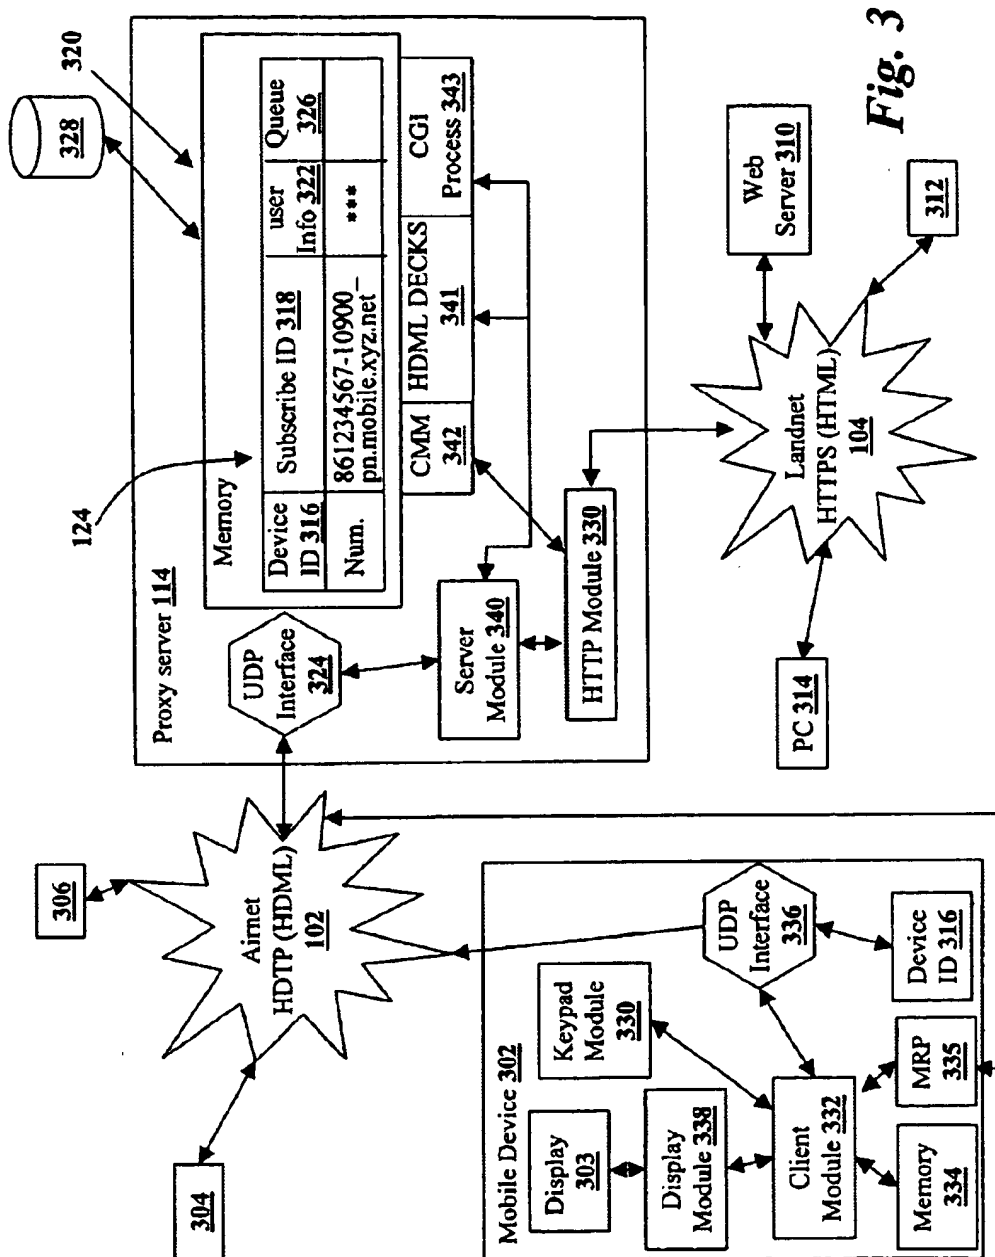 328
320
124
Proxy server 114
Memory
Device
ID 316
Subscribe ID 318
user
Info 322
Queue
326
Num.
861234567-10900_
pn.mobile.xyz.net
***
CMM
342
HDML DECKS
341
CGI
Process 343
UDP
Interface
324
Server
Module 340
HTTP Module 330
306
Airnet
HDTP (HDML)
102
304
Web
Server 310
312
Landnet
HTTPS (HTML)
104
PC 314
Mobile Device 302
Display
303
Display
Module 338
Keypad
Module
330
UDP
Interface
336
Client
Module 332
Memory
334
MRP
335
Device
ID 316
Fig. 3